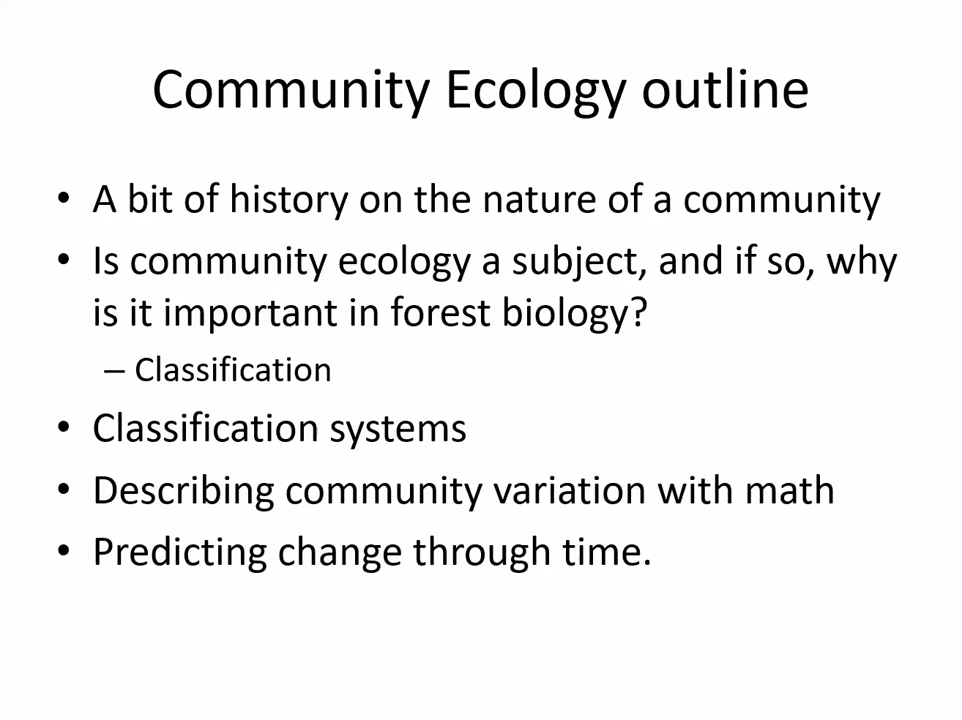 Community Ecology outline
• A bit of history on the nature of a community
• Is community ecology a subject, and if so, why
is it important in forest biology?
– Classification
• Classification systems
• Describing community variation with math
• Predicting change through time.